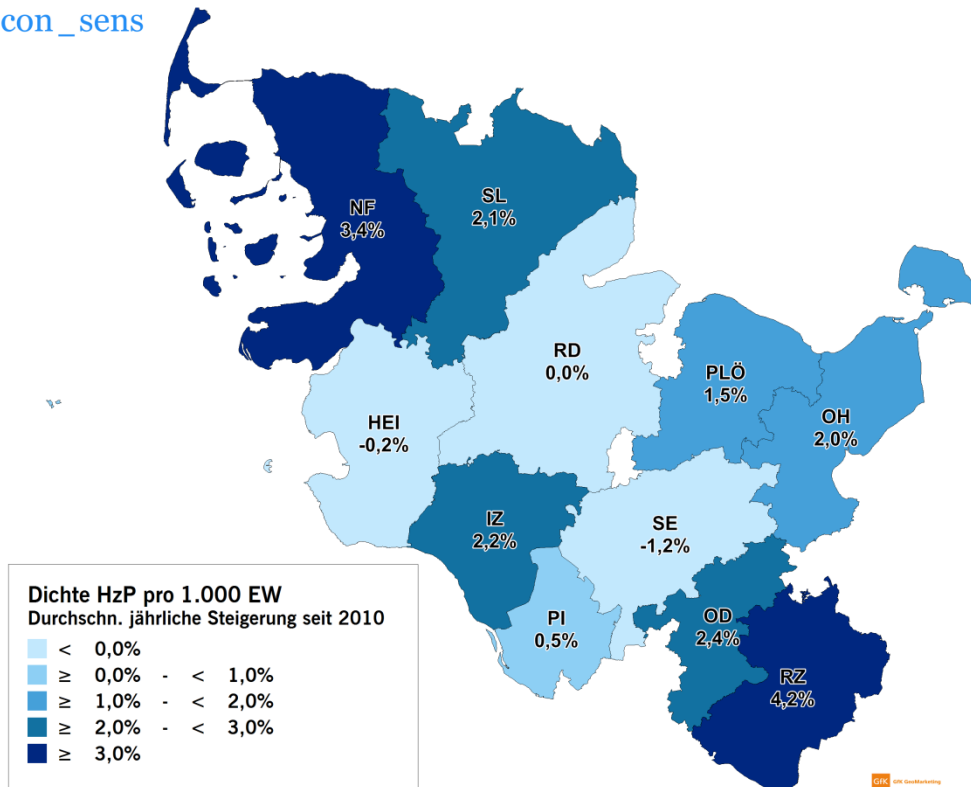 con_sens
NF
3,4%
SL
2,1%
RD
0,0%
PLÖ
1,5%
OH
2,0%
HEI
-0,2%
IZ
2,2%
SE
-1,2%
PI
0,5%
OD
2,4%
RZ
4,2%
Dichte HzP pro 1.000 EW
Durchschn. jährliche Steigerung seit 2010
< 0,0%
≥ 0,0% - < 1,0%
≥ 1,0% - < 2,0%
≥ 2,0% - < 3,0%
≥ 3,0%
GfK GfK GeoMarketing